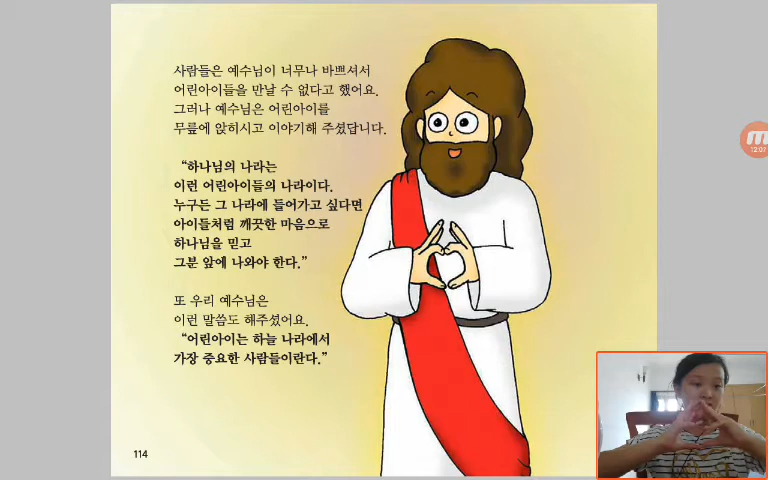 사람들은 예수님이 너무나 바쁘셔서
어린아이들을 만날 수 없다고 했어요.
그러나 예수님은 어린아이를
무릎에 앉히시고 이야기해 주셨답니다.
“하나님의 나라는
이런 어린아이들의 나라이다.
누구든 그 나라에 들어가고 싶다면
아이들처럼 깨끗한 마음으로
하나님을 믿고
그분 앞에 나와야 한다.”
또 우리 예수님은
이런 말씀도 해주셨어요.
“어린아이는 하늘 나라에서
가장 중요한 사람들이란다.”
114
M
12:07